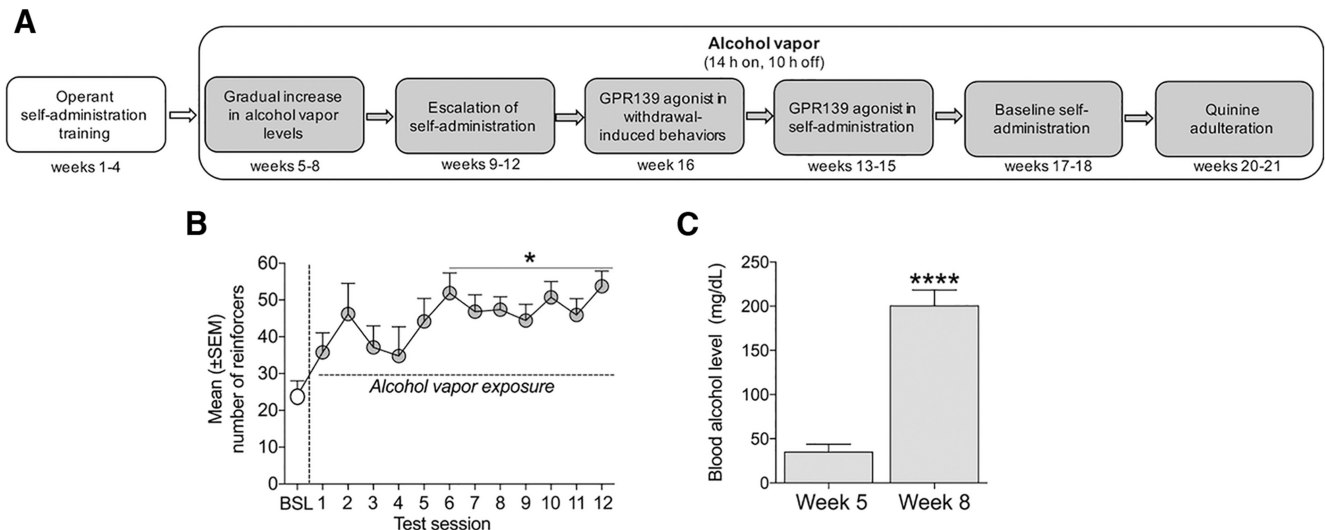 A
Alcohol vapor
(14 h on, 10 h off)
Operant
self-administration
training
weeks 1-4
Gradual increase
in alcohol vapor
levels
weeks 5-8
Escalation of
self-administration
weeks 9-12
GPR139 agonist in
withdrawal-
induced behaviors
week 16
GPR139 agonist in
self-administration
weeks 13-15
Baseline self-
administration
weeks 17-18
Quinine
adulteration
weeks 20-21
B
Mean (±SEM)
number of reinforcers
60
50
40
30
20
10
0
*
Alcohol vapor exposure
BSL 1 2 3 4 5 6 7 8 9 10 11 12
Test session
C
Blood alcohol level (mg/dL)
250
200
150
100
50
0
****
Week 5 Week 8